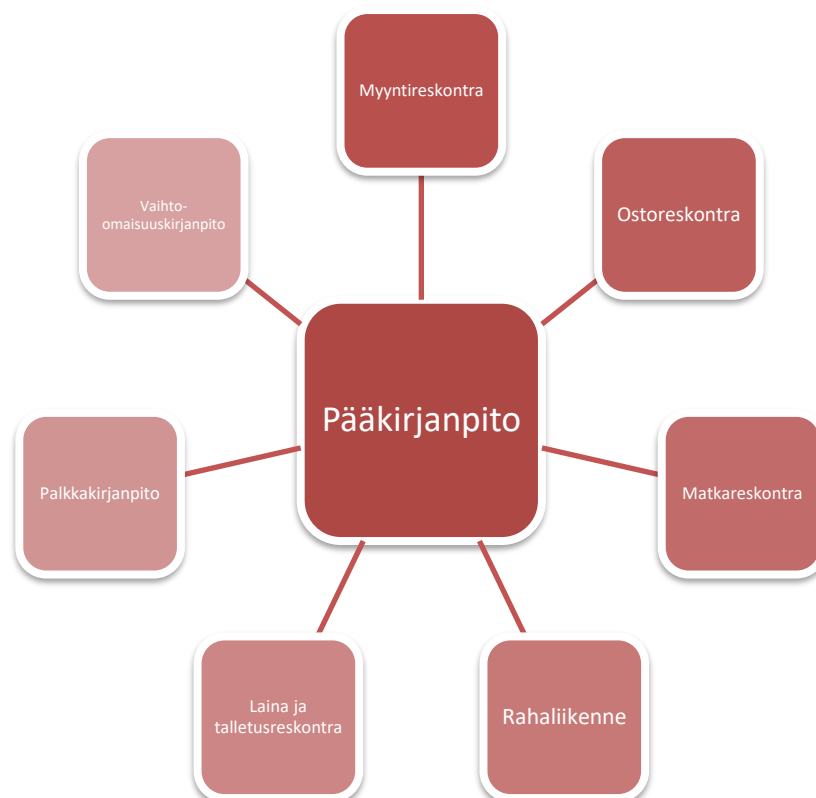 Myyntireskontra
Ostoreskontra
Matkareskontra
Rahaliikenne
Laina ja
talletusreskontra
Palkkakirjanpito
Vaihto-
omaisuuskirjanpito
Pääkirjanpito